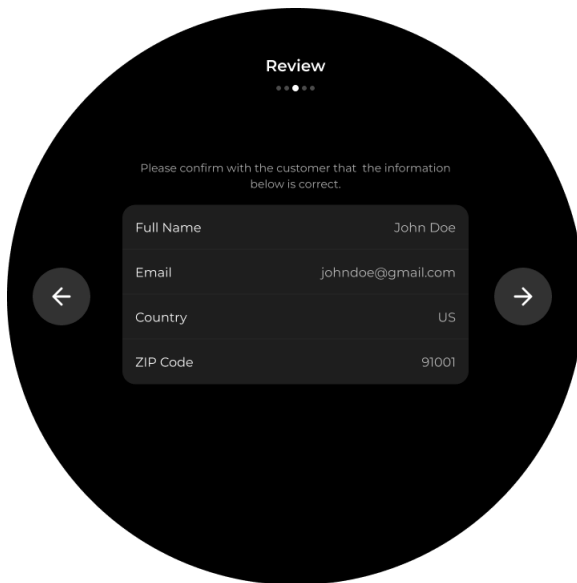 Review
Please confirm with the customer that the information
below is correct.
Full Name John Doe
Email johndoe@gmail.com
Country US
ZIP Code 91001